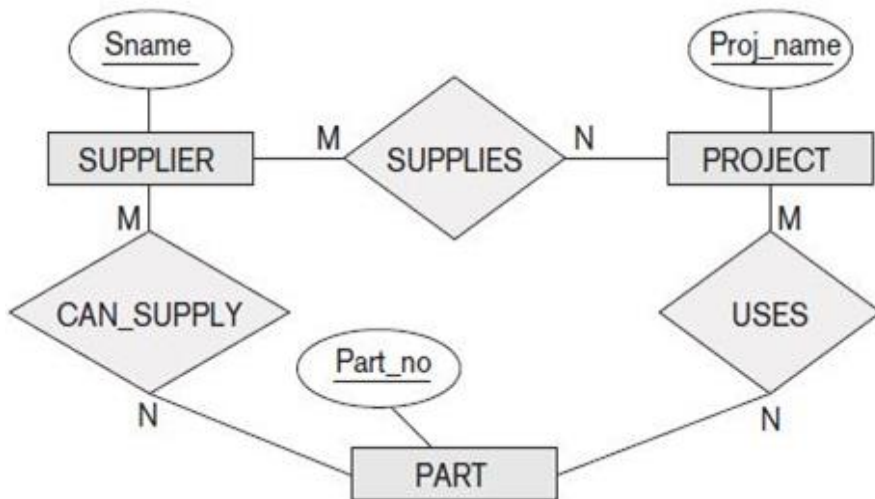 Sname
Proj_name
SUPPLIER
M
SUPPLIES
N
PROJECT
M
M
CAN_SUPPLY
USES
Part_no
N
N
PART